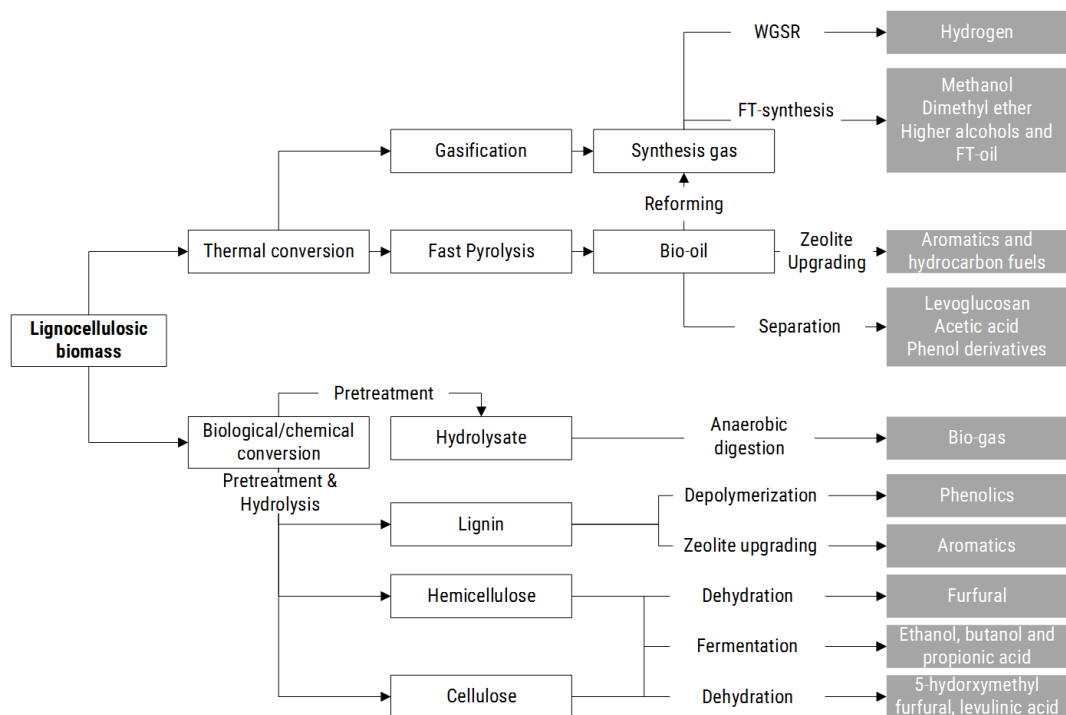 WGSR
Hydrogen
FT-synthesis
Methanol
Dimethyl ether
Higher alcohols and
FT-oil
Gasification
Synthesis gas
Reforming
Thermal conversion
Fast Pyrolysis
Bio-oil
Zeolite
Upgrading
Aromatics and
hydrocarbon fuels
Lignocellulosic
biomass
Separation
Levoglucosan
Acetic acid
Phenol derivatives
Pretreatment
Biological/chemical
conversion
Hydrolysate
Anaerobic
digestion
Bio-gas
Pretreatment &
Hydrolysis
Lignin
Depolymerization
Phenolics
Zeolite upgrading
Aromatics
Hemicellulose
Dehydration
Furfural
Fermentation
Ethanol, butanol and
propionic acid
Cellulose
Dehydration
5-hydorxymethyl
furfural, levulinic acid